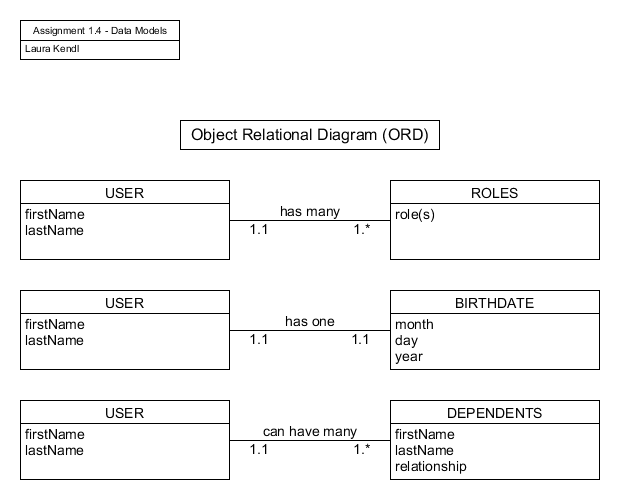 Assignment 1.4 - Data Models
Laura Kendl
Object Relational Diagram (ORD)
USER
firstName
lastName
has many
1.1 1.*
ROLES
role(s)
USER
firstName
lastName
has one
1.1 1.1
BIRTHDATE
month
day
year
USER
firstName
lastName
can have many
1.1 1.*
DEPENDENTS
firstName
lastName
relationship